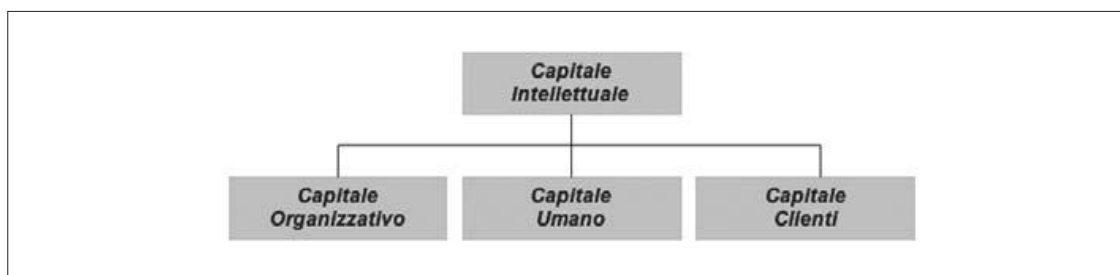 Capitale
Intellettuale
Capitale
Organizzativo
Capitale
Umano
Capitale
Clienti